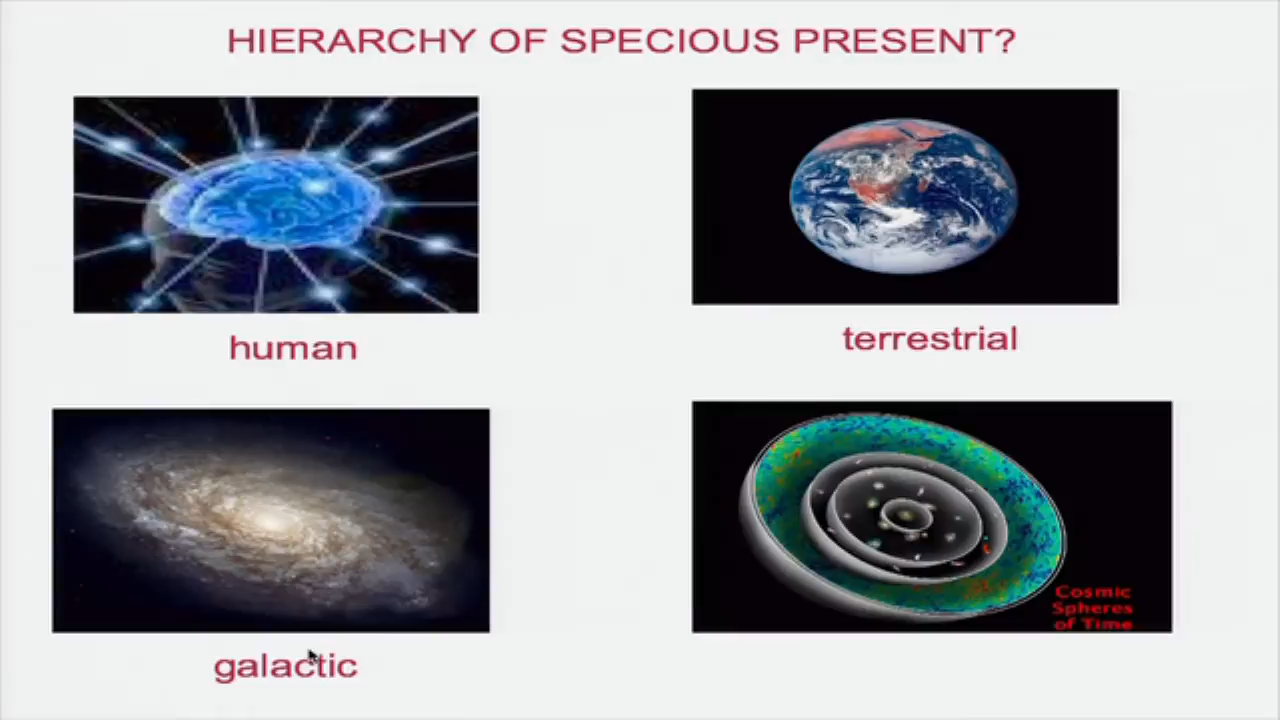 HIERARCHY OF SPECIOUS PRESENT?
human
terrestrial
galactic
Cosmic
Spheres
of Time